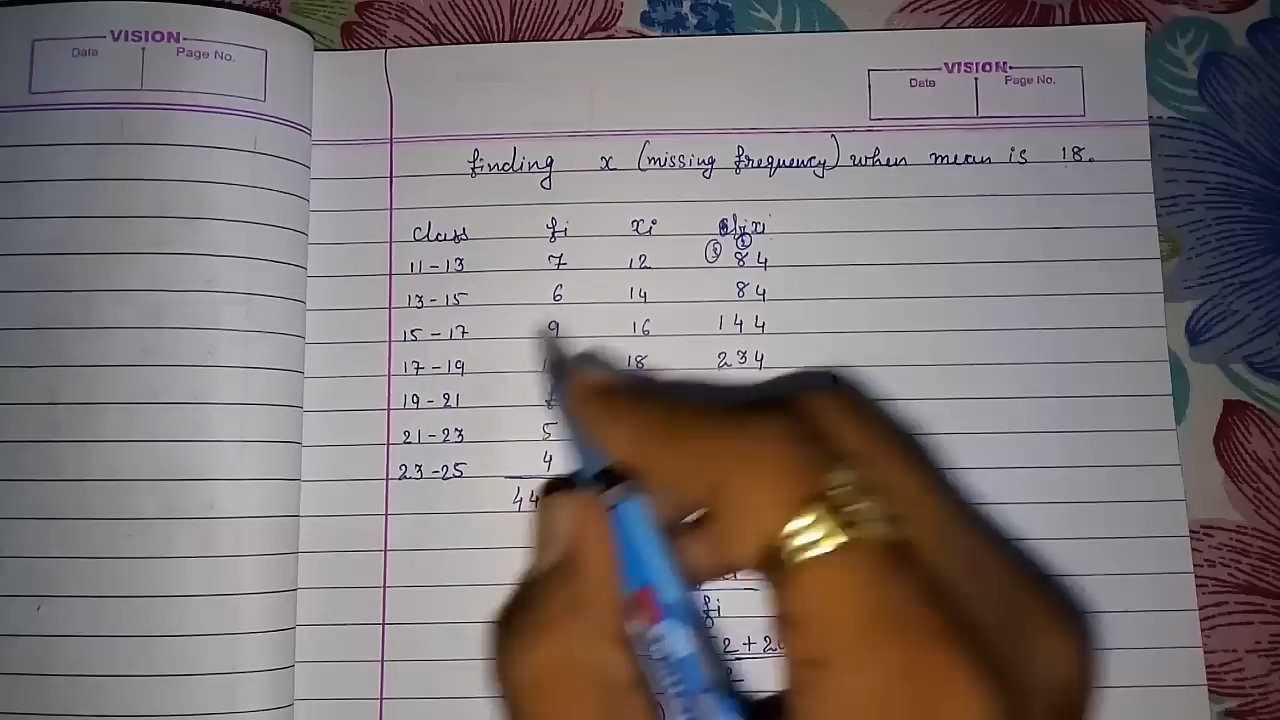 VISION
Date Page No.
VISION
Date Page No.
finding x (missing frequency) when mean is 18.
class fi xi fixi
11-13 7 12 84
13-15 6 14 84
15-17 9 16 144
17-19 18 234
19-21
21-23 5
23-25 4
44
fi